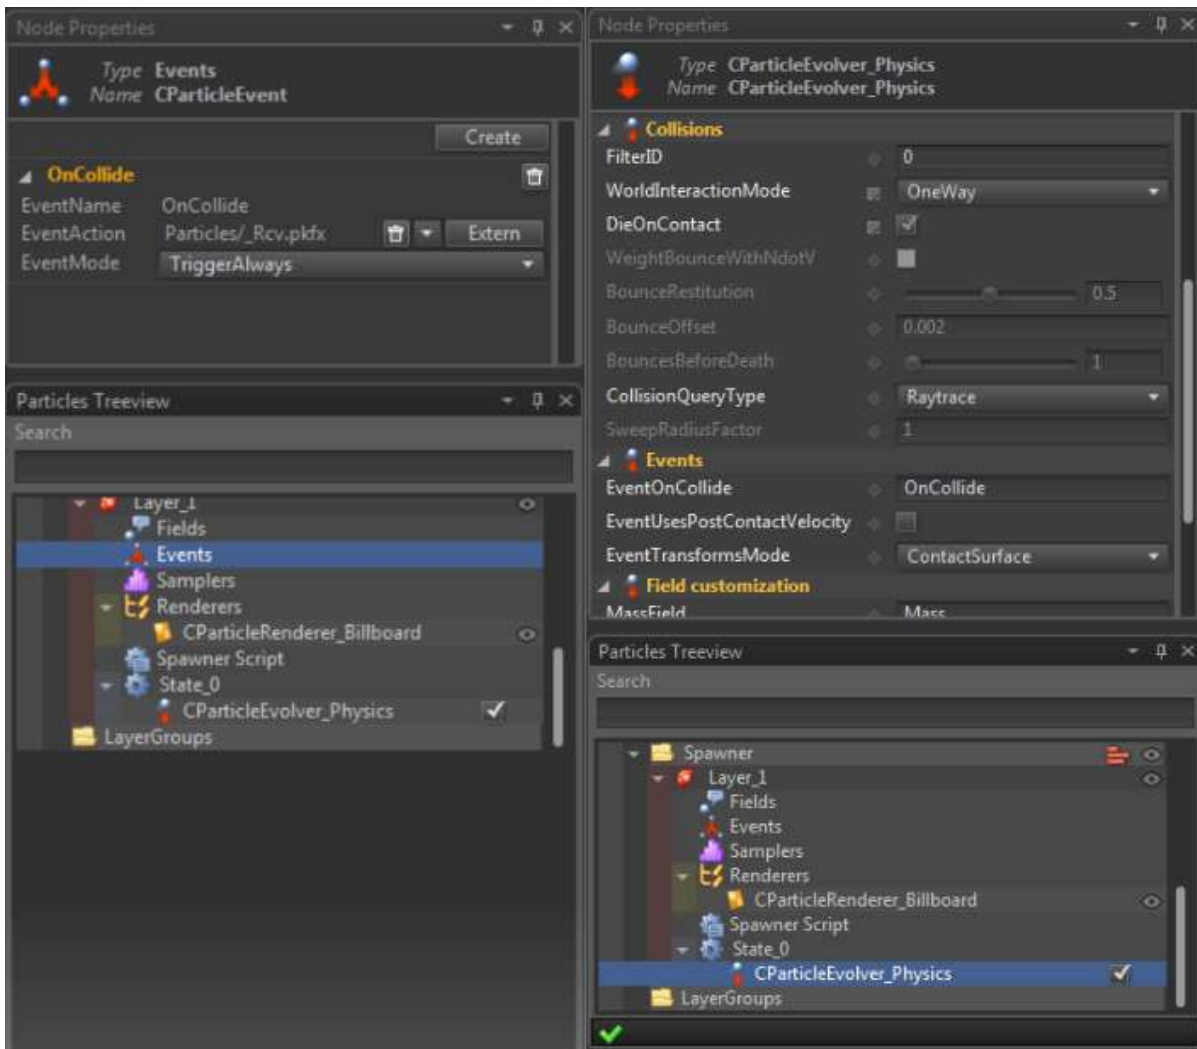 Node Properties
Type Events
Name CParticleEvent
Create
OnCollide
EventName OnCollide
EventAction Particles/_Rcv.pkfx Extern
EventMode TriggerAlways
Particles Treeview
Search
Layer_1
Fields
Events
Samplers
Renderers
CParticleRenderer_Billboard
Spawner Script
State_0
CParticleEvolver_Physics
LayerGroups
Node Properties
Type CParticleEvolver_Physics
Name CParticleEvolver_Physics
Collisions
FilterID 0
WorldInteractionMode OneWay
DieOnContact
WeightBounceWithNdotV
BounceRestitution 0.5
BounceOffset 0.002
BouncesBeforeDeath 1
CollisionQueryType Raytrace
SweepRadiusFactor 1
Events
EventOnCollide OnCollide
EventUsesPostContactVelocity
EventTransformsMode ContactSurface
Field customization
MassField Mass
Particles Treeview
Search
Spawner
Layer_1
Fields
Events
Samplers
Renderers
CParticleRenderer_Billboard
Spawner Script
State_0
CParticleEvolver_Physics
LayerGroups